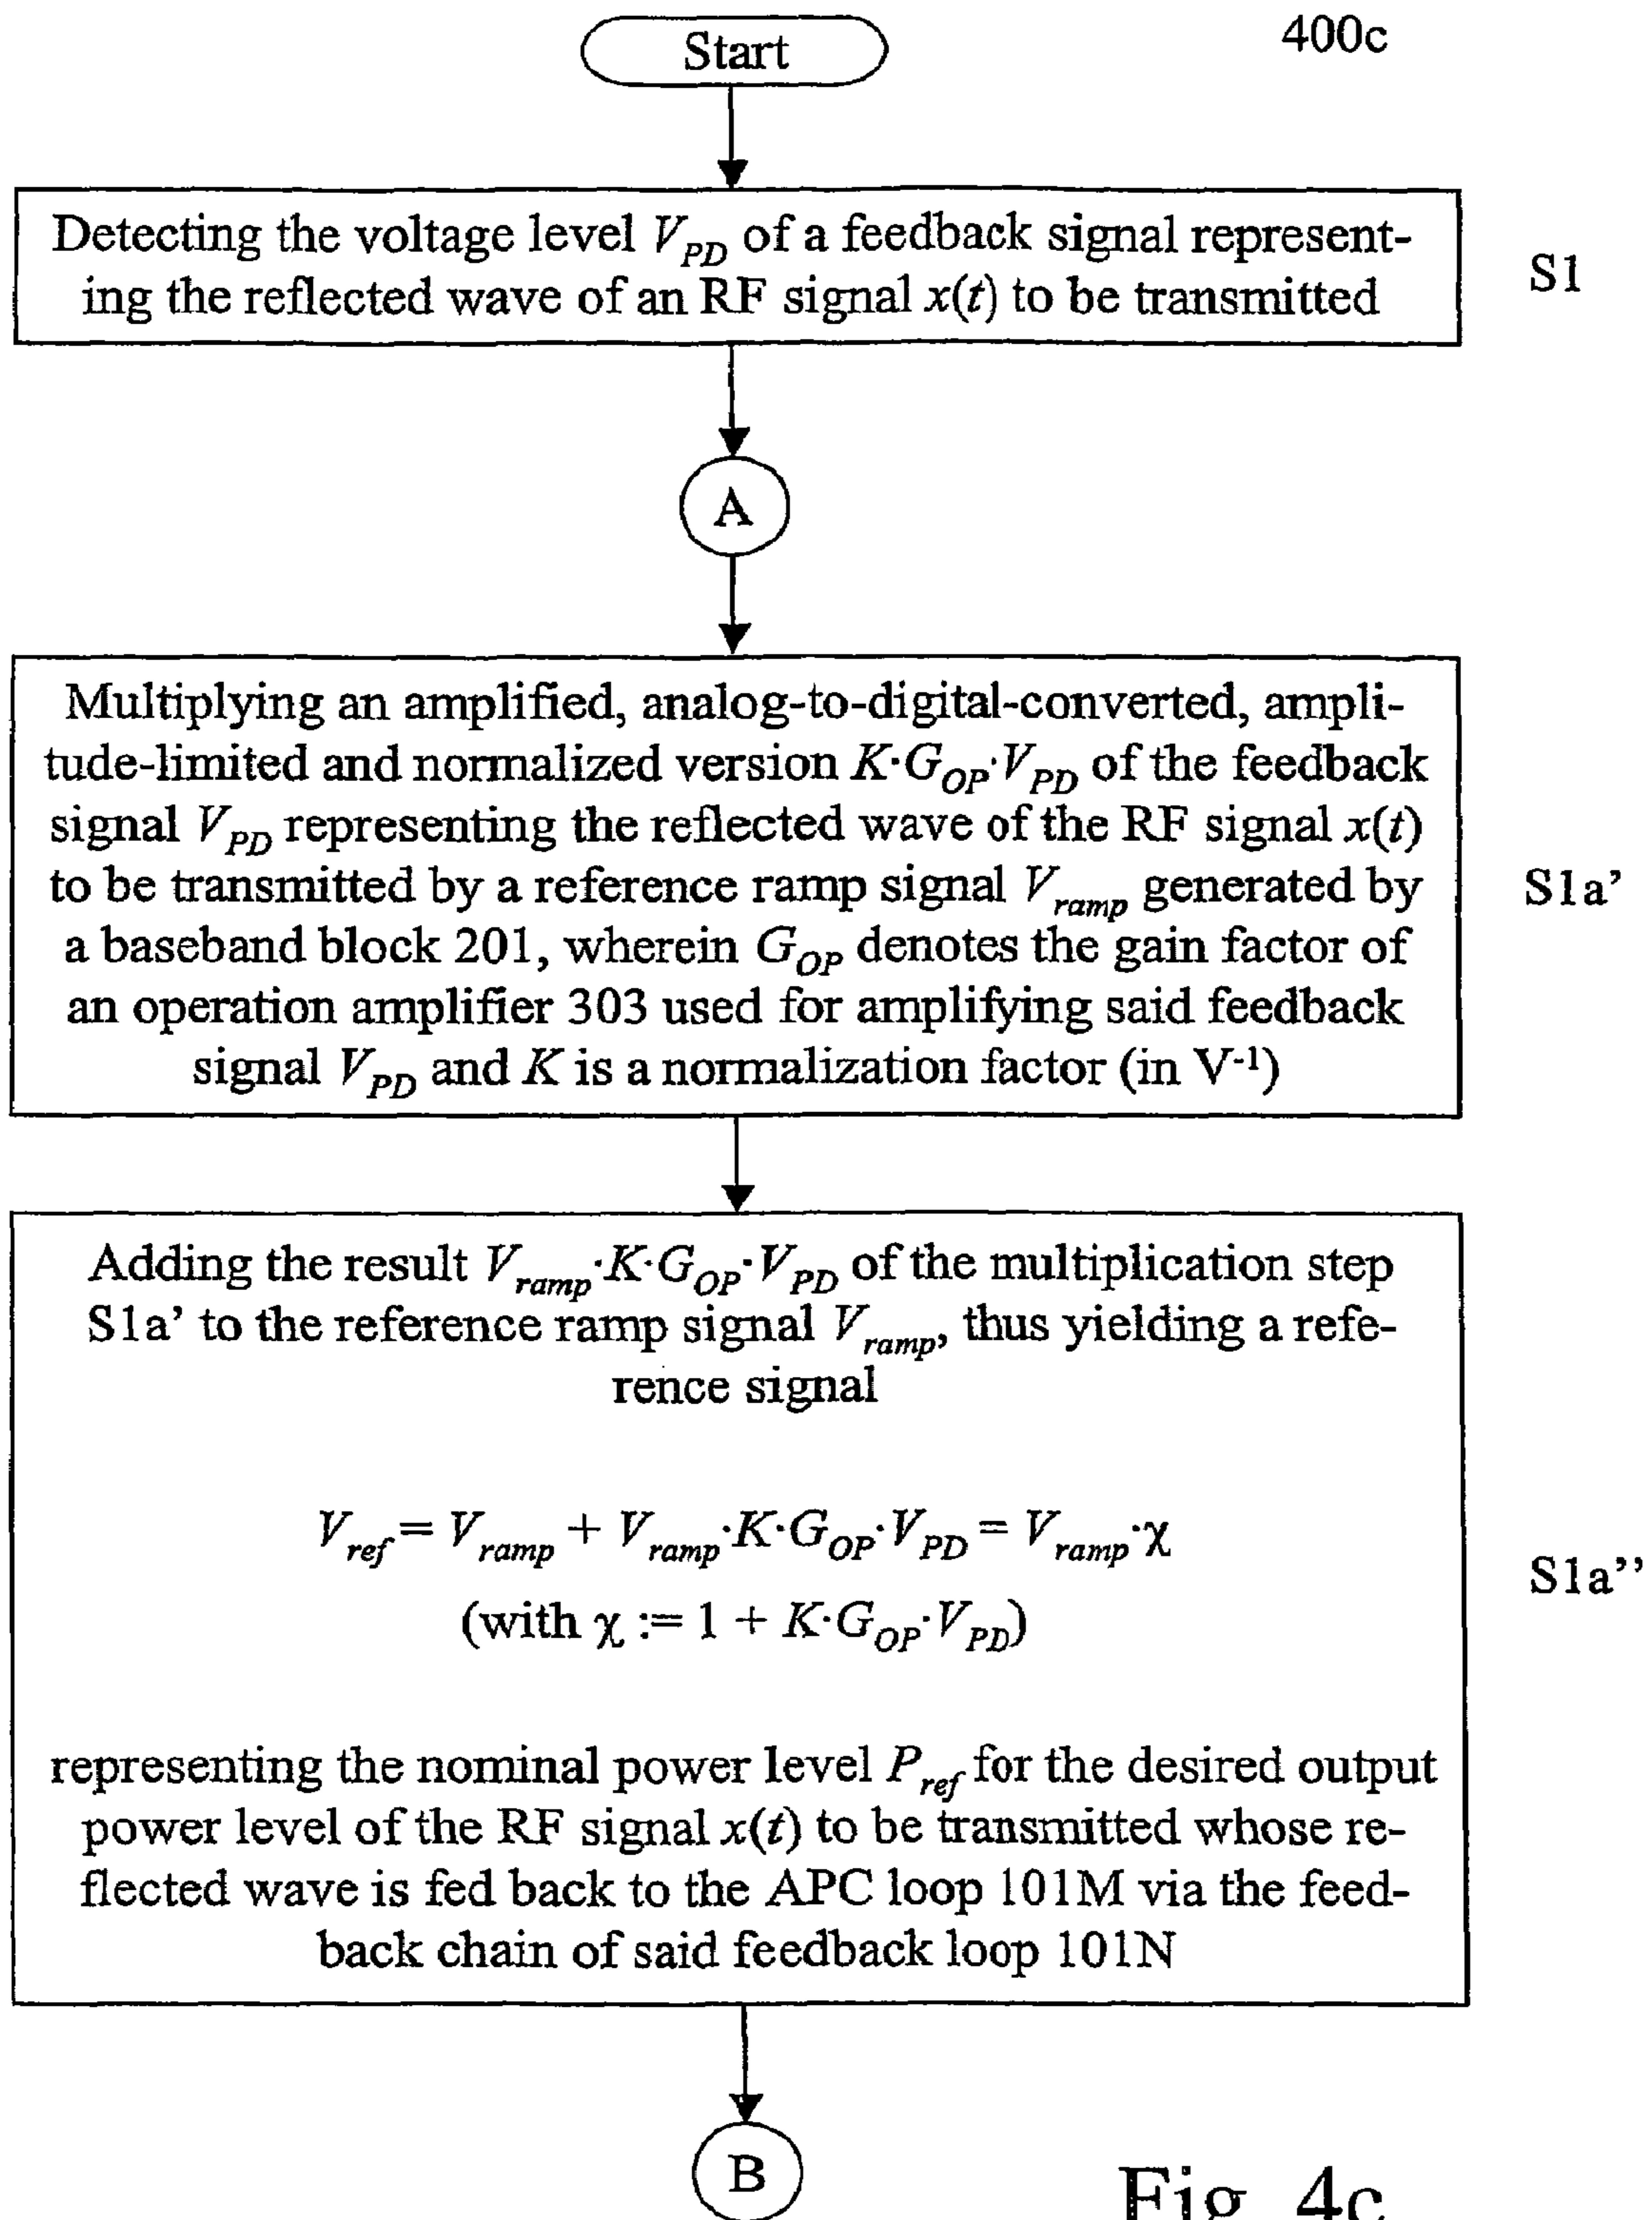 Start
400c
Detecting the voltage level V_PD of a feedback signal represent-
ing the reflected wave of an RF signal x(t) to be transmitted
S1
A
Multiplying an amplified, analog-to-digital-converted, ampli-
tude-limited and normalized version K·G_OP·V_PD of the feedback
signal V_PD representing the reflected wave of the RF signal x(t)
to be transmitted by a reference ramp signal V_ramp generated by
a baseband block 201, wherein G_OP denotes the gain factor of
an operation amplifier 303 used for amplifying said feedback
signal V_PD and K is a normalization factor (in V⁻¹)
S1a’
Adding the result V_ramp·K·G_OP·V_PD of the multiplication step
S1a’ to the reference ramp signal V_ramp, thus yielding a refe-
rence signal
V_ref = V_ramp + V_ramp·K·G_OP·V_PD = V_ramp·χ
(with χ := 1 + K·G_OP·V_PD)
S1a’’
representing the nominal power level P_ref for the desired output
power level of the RF signal x(t) to be transmitted whose re-
flected wave is fed back to the APC loop 101M via the feed-
back chain of said feedback loop 101N
B
Fig. 4c